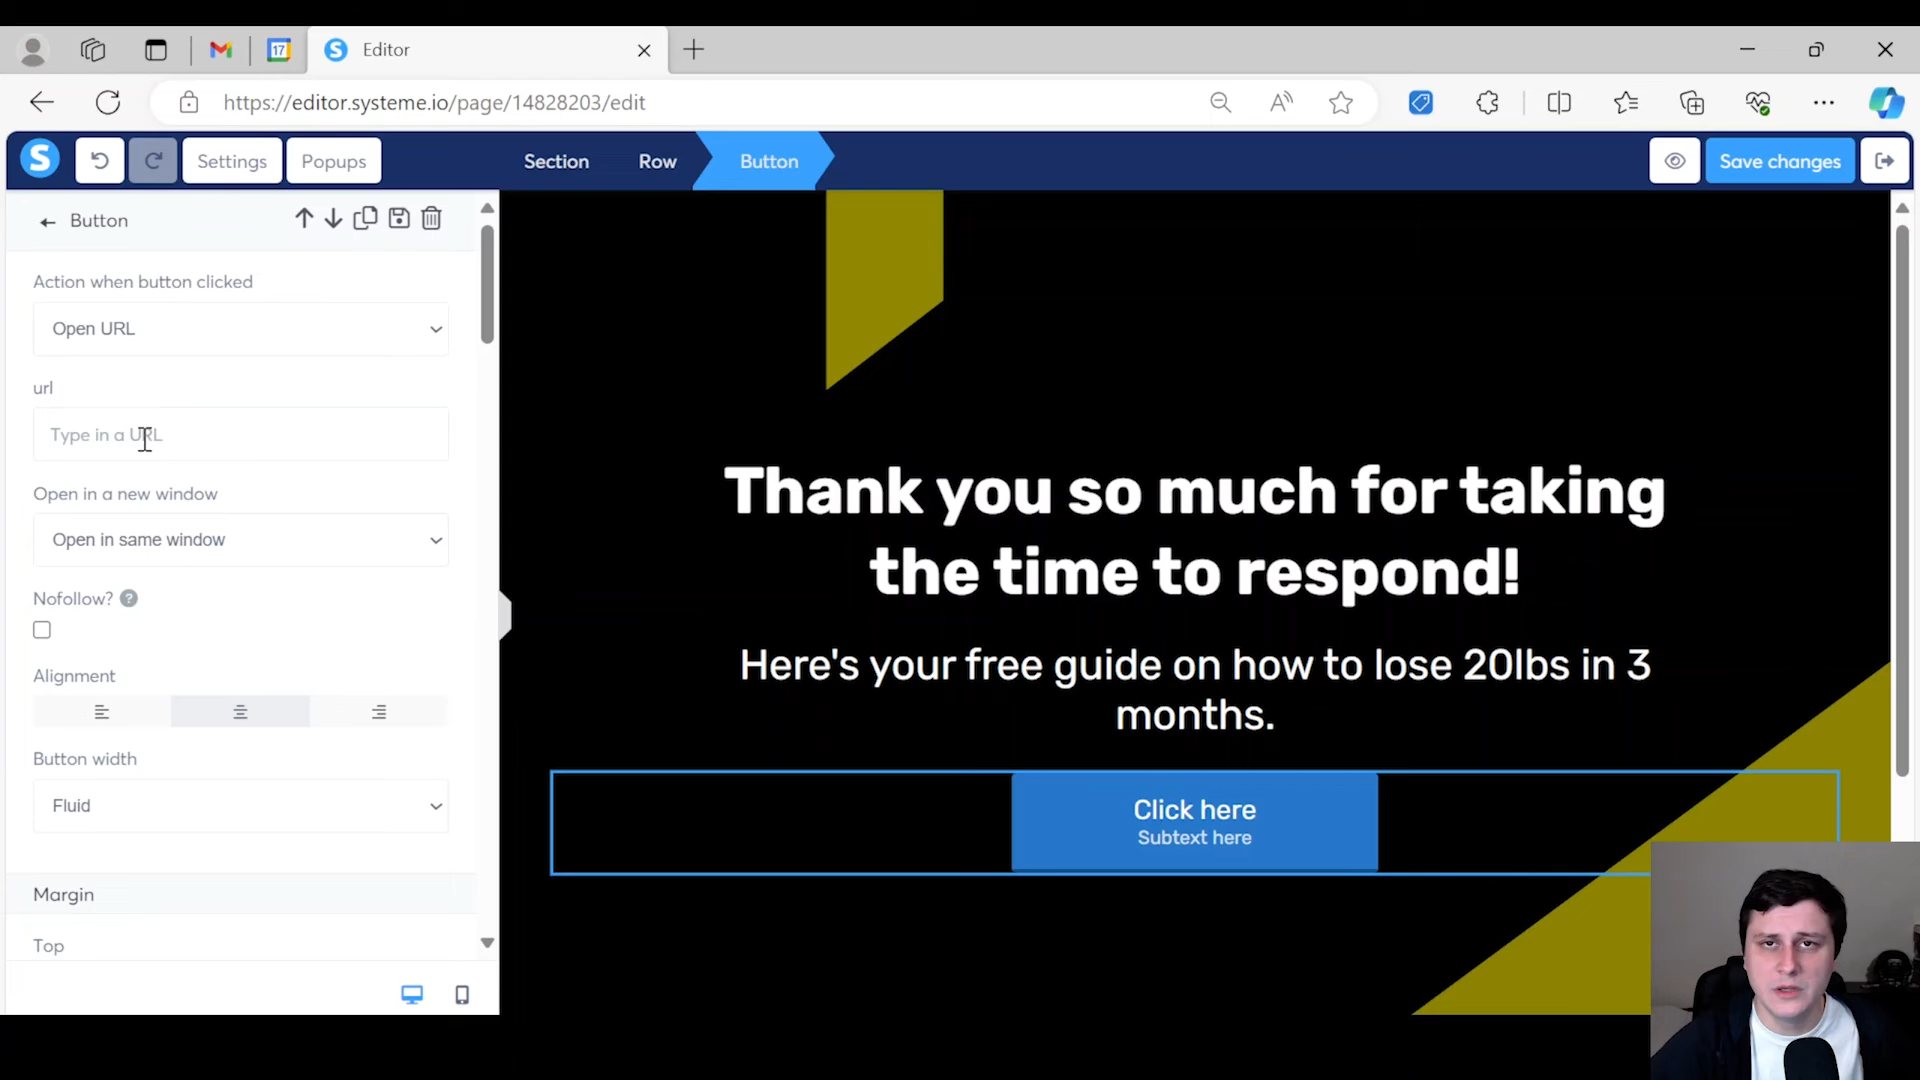 17
S
Editor
https://editor.systeme.io/page/14828203/edit
S
Settings
Popups
Section
Row
Button
Save changes
Button
Action when button clicked
Open URL
url
Type in a URL
Open in a new window
Open in same window
Nofollow? ?
Alignment
Button width
Fluid
Margin
Top
Thank you so much for taking
the time to respond!
Here's your free guide on how to lose 20lbs in 3
months.
Click here
Subtext here